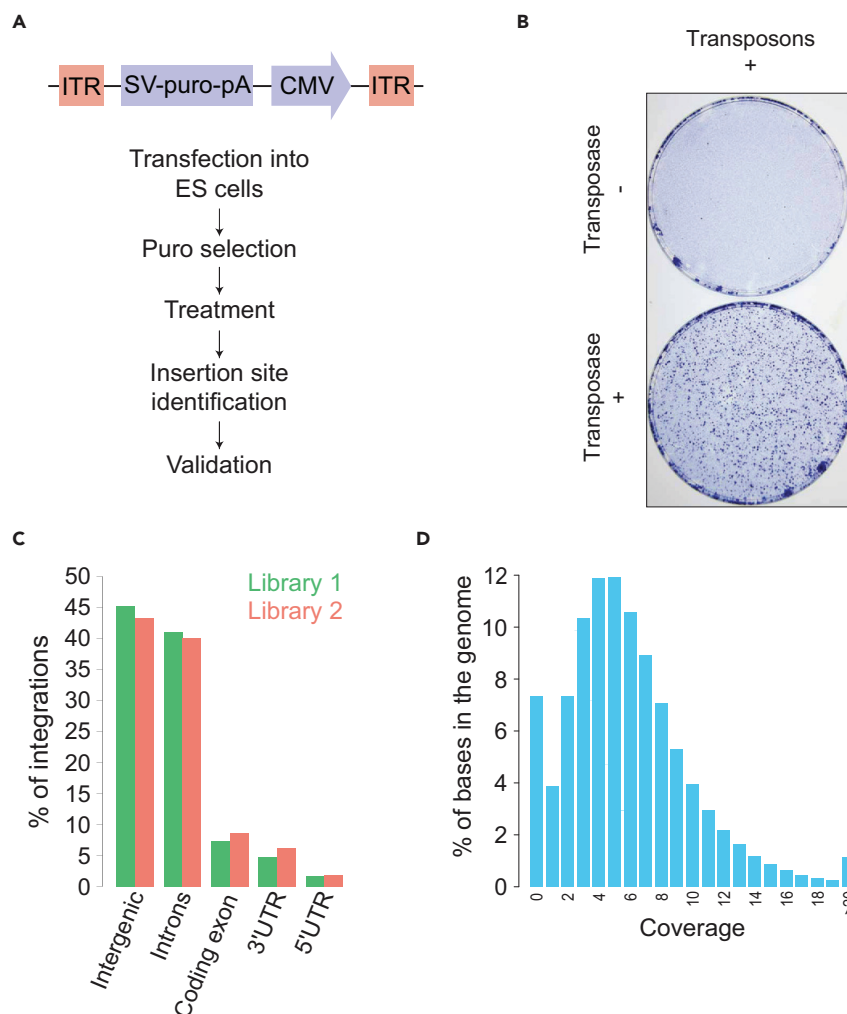 A
ITR SV-puro-pA CMV ITR
Transfection into
ES cells
Puro selection
Treatment
Insertion site
identification
Validation
B
Transposons
+
Transposase
-
Transposase
+
C
Library 1
Library 2
% of integrations
50
45
40
35
30
25
20
15
10
5
0
Intergenic
Introns
Coding exon
3'UTR
5'UTR
D
% of bases in the genome
12
10
8
6
4
2
0
0 2 4 6 8 10 12 14 16 18
Coverage